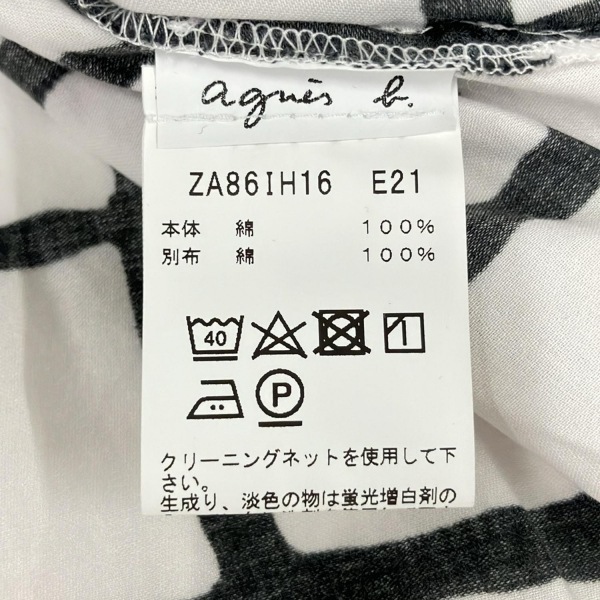 agnès b.
ZA86IH16 E21
本体 綿 100%
別布 綿 100%
40
P
クリーニングネットを使用して下
さい。
生成り、淡色の物は蛍光増白剤の